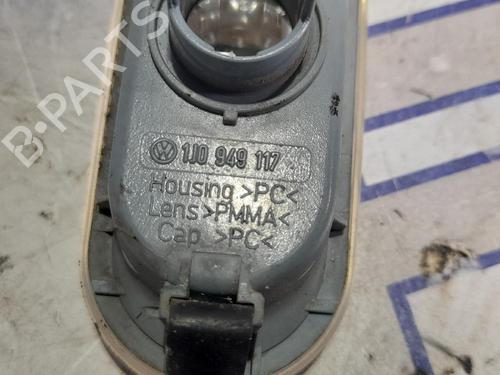 B-PARTS
1J0 949 117
Housing >PC<
Lens >PMMA<
Cap >PC<